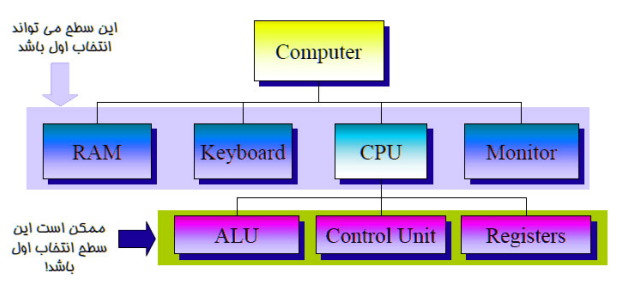 این سطح می تواند
انتخاب اول باشد
Computer
RAM Keyboard CPU Monitor
ممکن است این
سطح انتخاب اول
باشد!
ALU Control Unit Registers